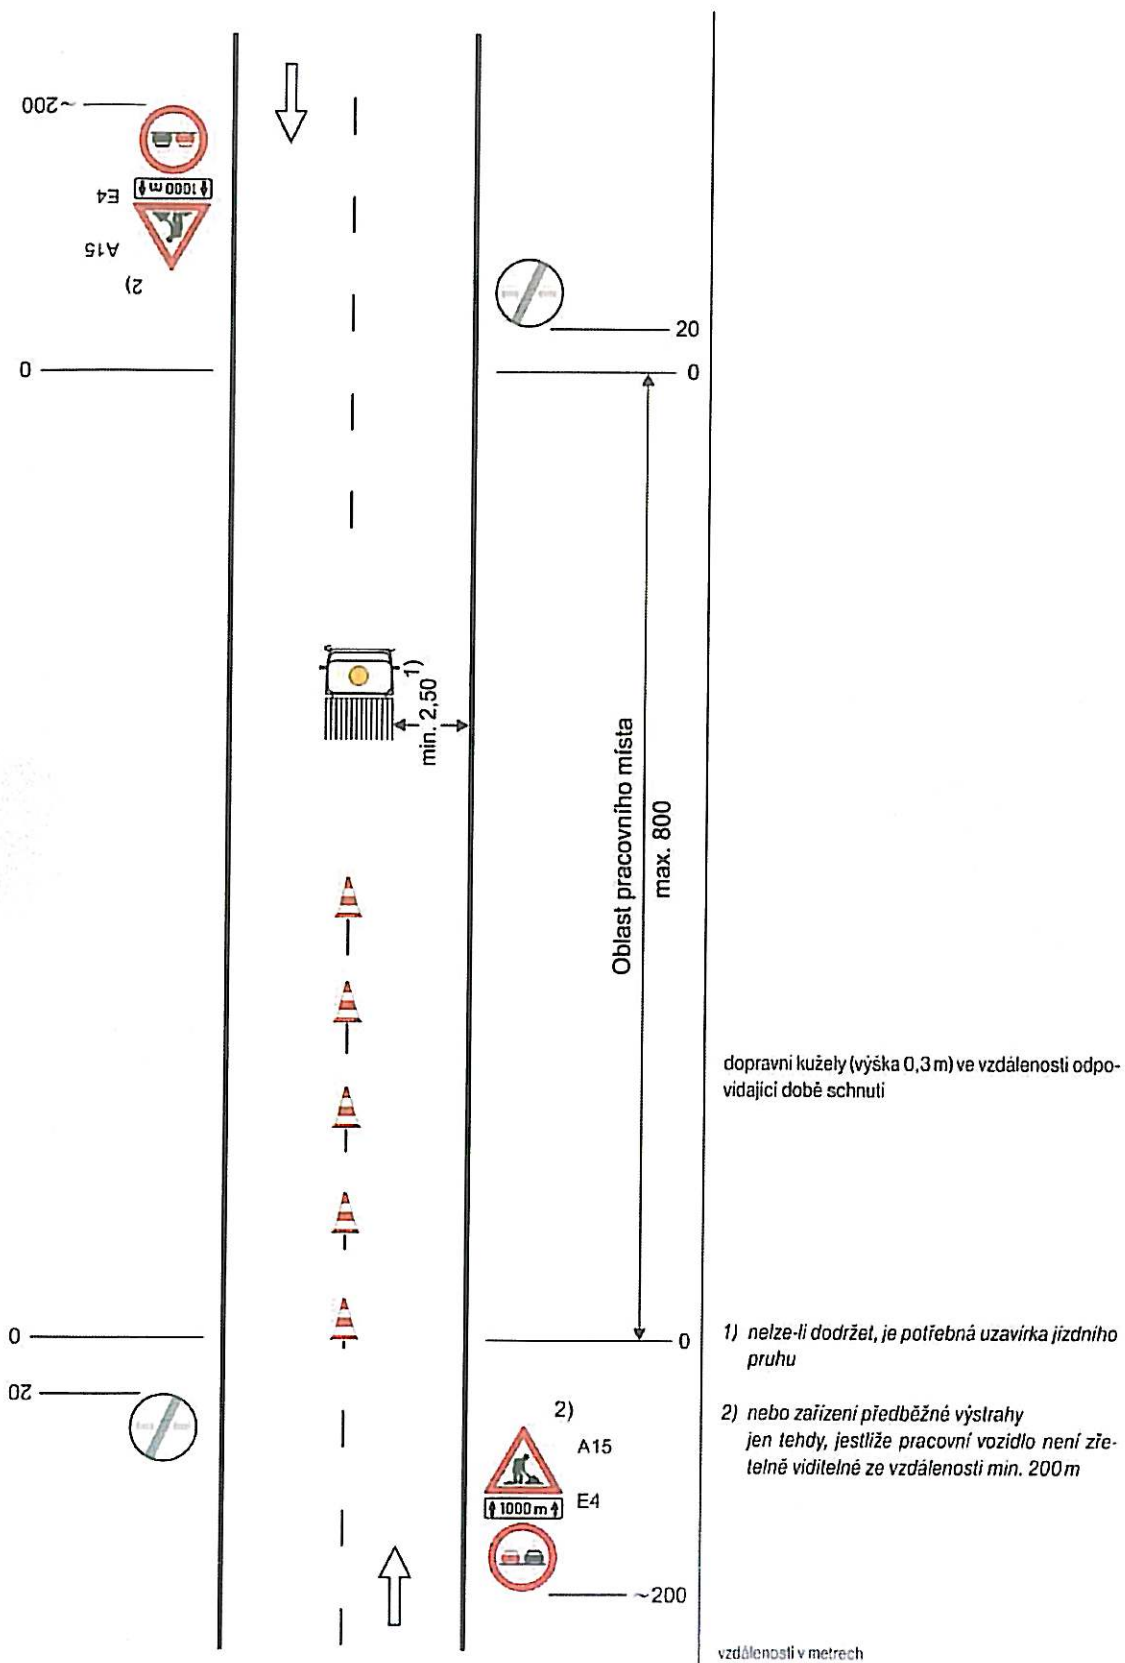 ~200
E4
1000 m
A15
2)
20
0
0
1)
min. 2,50
Oblast pracovního místa
max. 800
dopravní kužely (výška 0,3 m) ve vzdálenosti odpo-
vídající době schnutí
0
0
1) nelze-li dodržet, je potřebná uzavírka jízdního
pruhu
20
2)
2) nebo zařízení předběžné výstrahy
A15
jen tehdy, jestliže pracovní vozidlo není zře-
telně viditelné ze vzdálenosti min. 200 m
E4
1000 m
~200
vzdálenosti v metrech